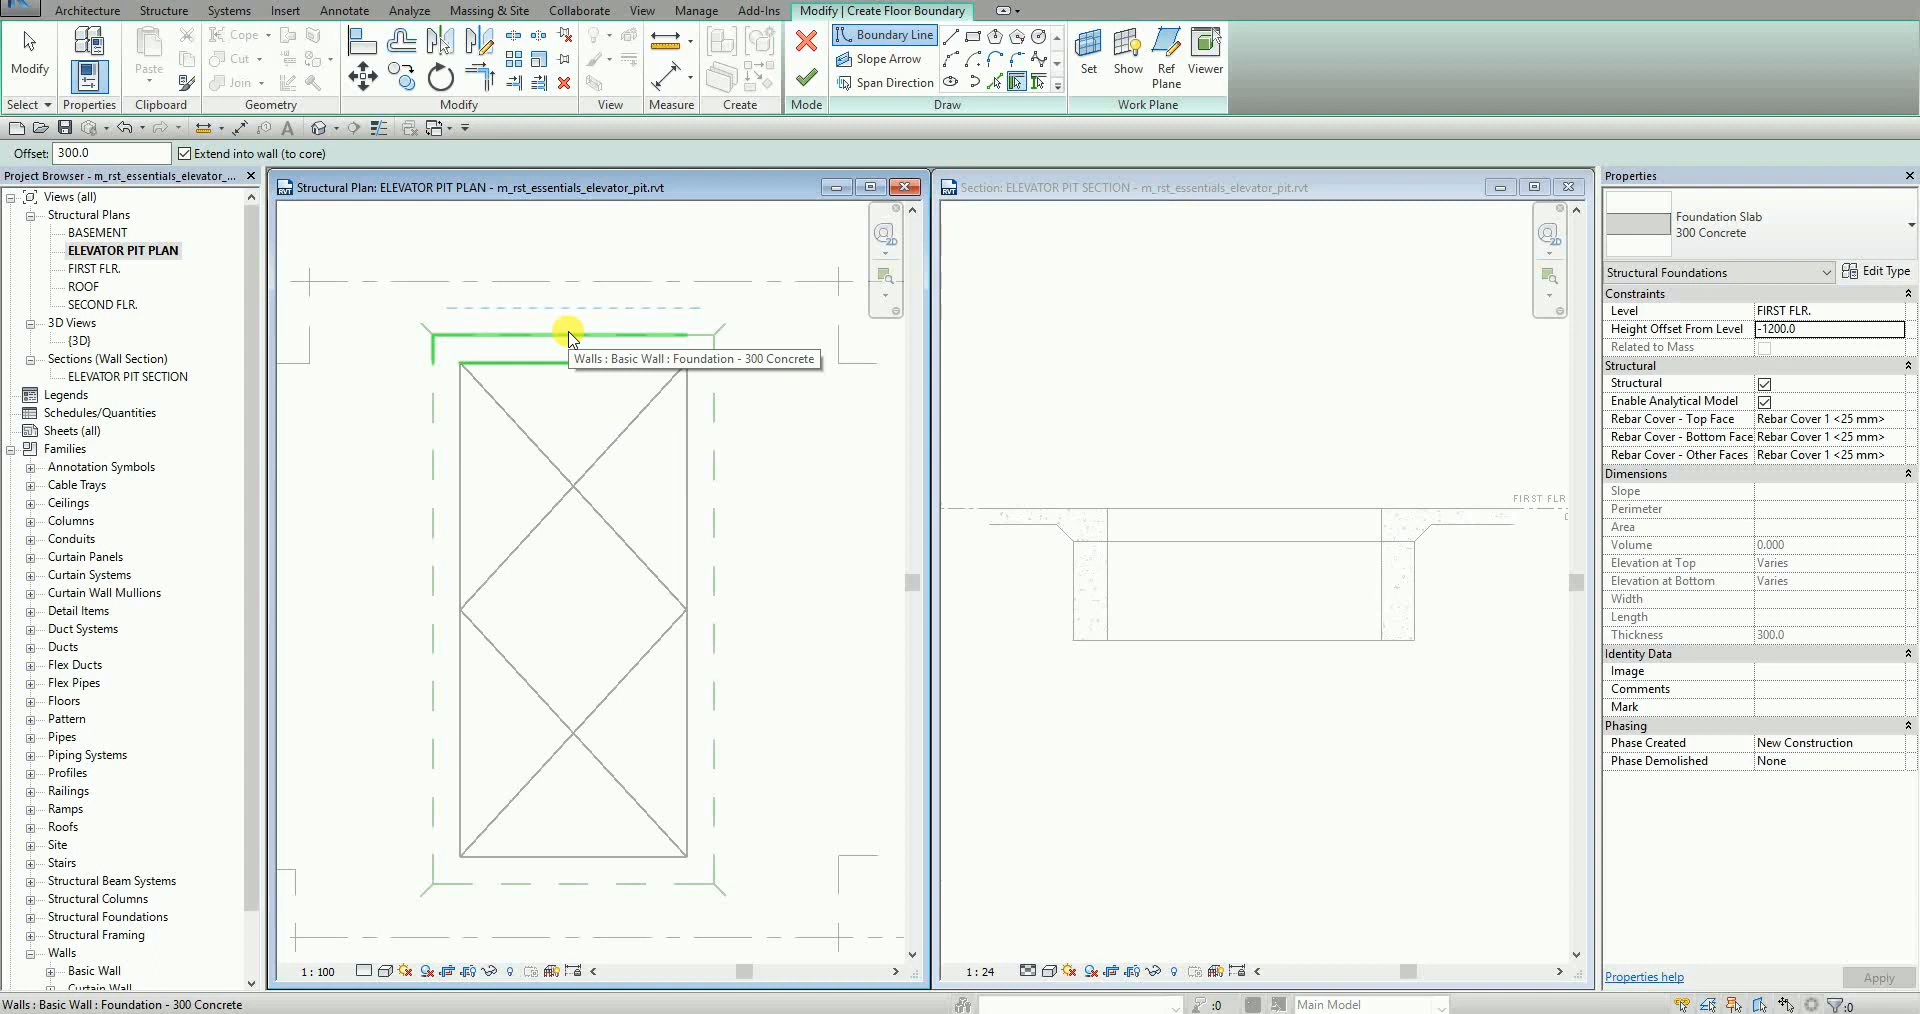 Architecture Structure Systems Insert Annotate Analyze Massing & Site Collaborate View Manage Add-Ins Modify | Create Floor Boundary
Modify
Paste
Cope
Cut
Join
Boundary Line
Slope Arrow
Span Direction
Set Show Ref Plane Viewer
Select Properties Clipboard Geometry Modify View Measure Create Mode Draw Work Plane
Offset: 300.0 Extend into wall (to core)
Project Browser - m_rst_essentials_elevator_...
Views (all)
Structural Plans
BASEMENT
ELEVATOR PIT PLAN
FIRST FLR.
ROOF
SECOND FLR.
3D Views
{3D}
Sections (Wall Section)
ELEVATOR PIT SECTION
Legends
Schedules/Quantities
Sheets (all)
Families
Annotation Symbols
Cable Trays
Ceilings
Columns
Conduits
Curtain Panels
Curtain Systems
Curtain Wall Mullions
Detail Items
Duct Systems
Ducts
Flex Ducts
Flex Pipes
Floors
Pattern
Pipes
Piping Systems
Profiles
Railings
Ramps
Roofs
Site
Stairs
Structural Beam Systems
Structural Columns
Structural Foundations
Structural Framing
Walls
Basic Wall
Curtain Wall
Structural Plan: ELEVATOR PIT PLAN - m_rst_essentials_elevator_pit.rvt
2D
Walls : Basic Wall : Foundation - 300 Concrete
1 : 100
Section: ELEVATOR PIT SECTION - m_rst_essentials_elevator_pit.rvt
2D
FIRST FLR
1 : 24
Properties
Foundation Slab
300 Concrete
Structural Foundations Edit Type
Constraints
Level FIRST FLR.
Height Offset From Level -1200.0
Related to Mass
Structural
Structural
Enable Analytical Model
Rebar Cover - Top Face Rebar Cover 1 <25 mm>
Rebar Cover - Bottom Face Rebar Cover 1 <25 mm>
Rebar Cover - Other Faces Rebar Cover 1 <25 mm>
Dimensions
Slope
Perimeter
Area
Volume 0.000
Elevation at Top Varies
Elevation at Bottom Varies
Width
Length
Thickness 300.0
Identity Data
Image
Comments
Mark
Phasing
Phase Created New Construction
Phase Demolished None
Properties help Apply
Walls : Basic Wall : Foundation - 300 Concrete :0 Main Model :0